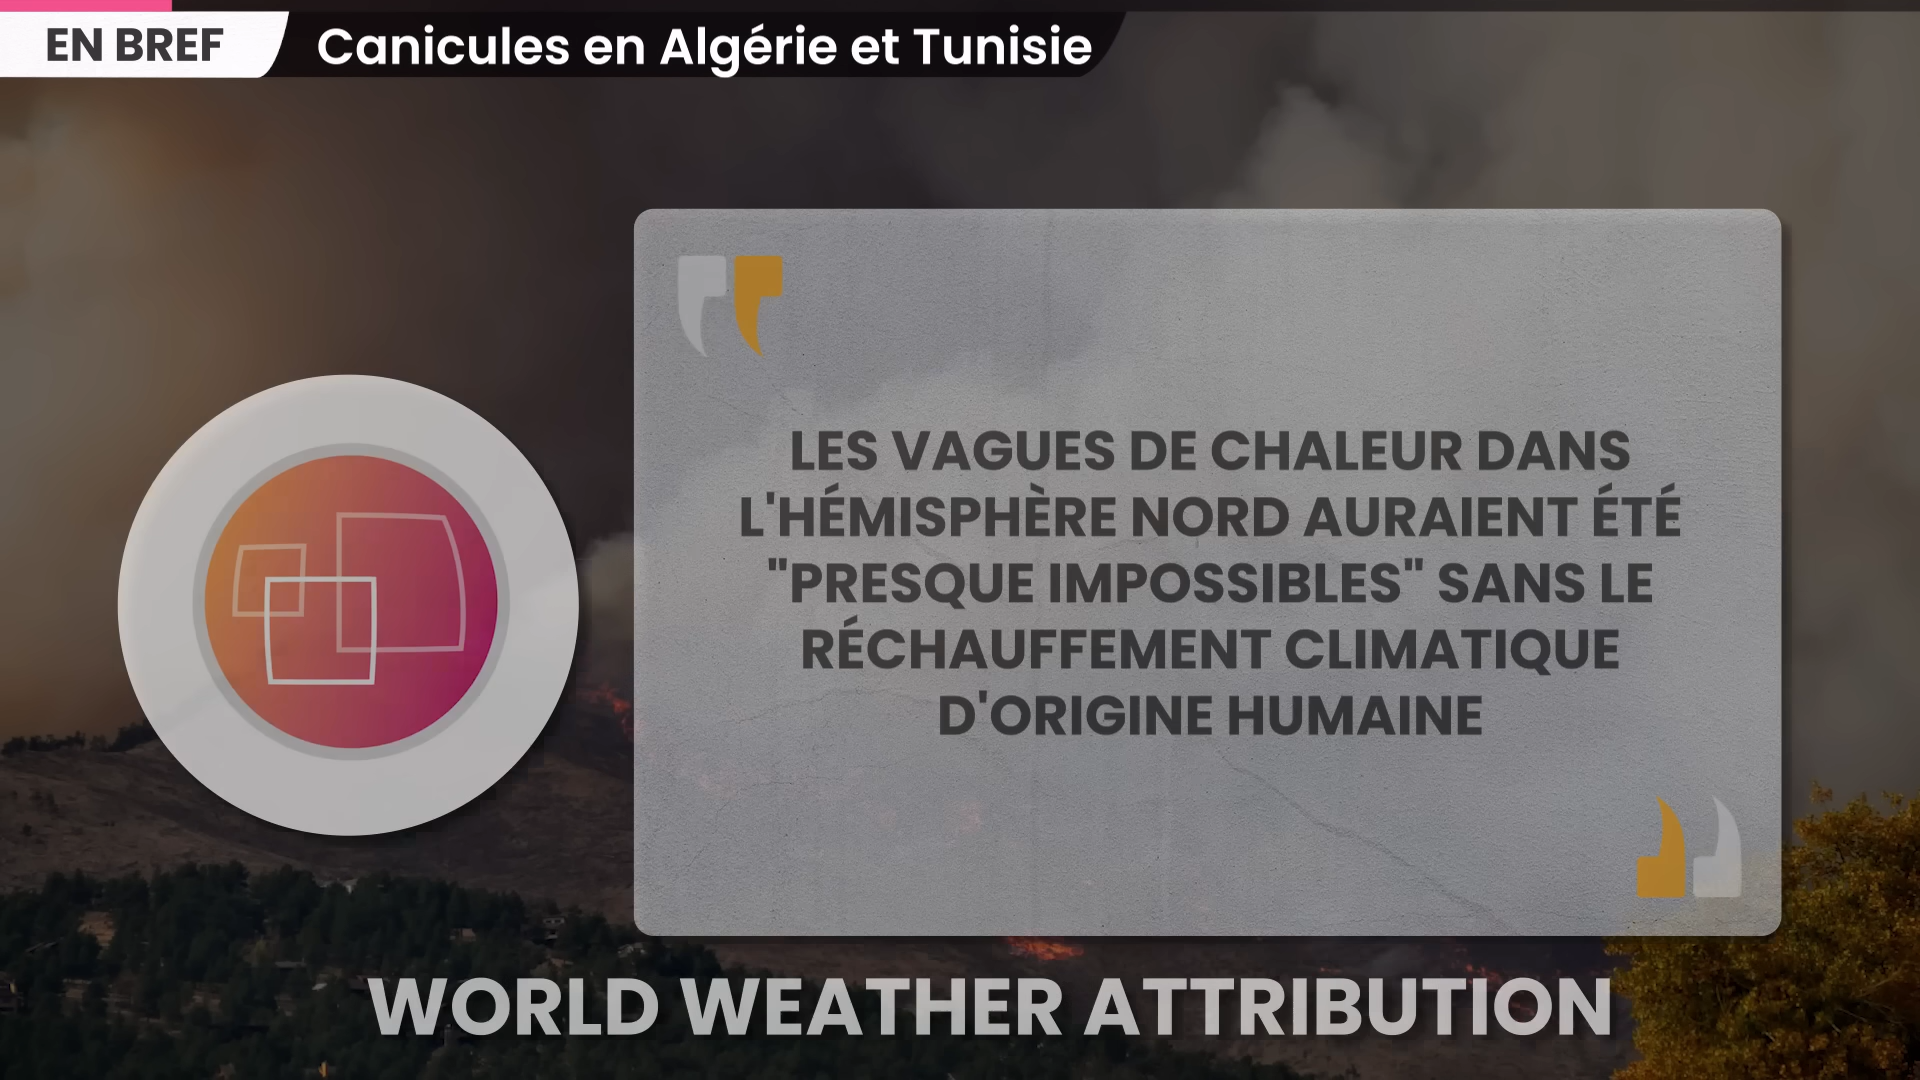 EN BREF
Canicules en Algérie et Tunisie
LES VAGUES DE CHALEUR DANS
L'HÉMISPHÈRE NORD AURAIENT ÉTÉ
"PRESQUE IMPOSSIBLES" SANS LE
RÉCHAUFFEMENT CLIMATIQUE
D'ORIGINE HUMAINE
WORLD WEATHER ATTRIBUTION